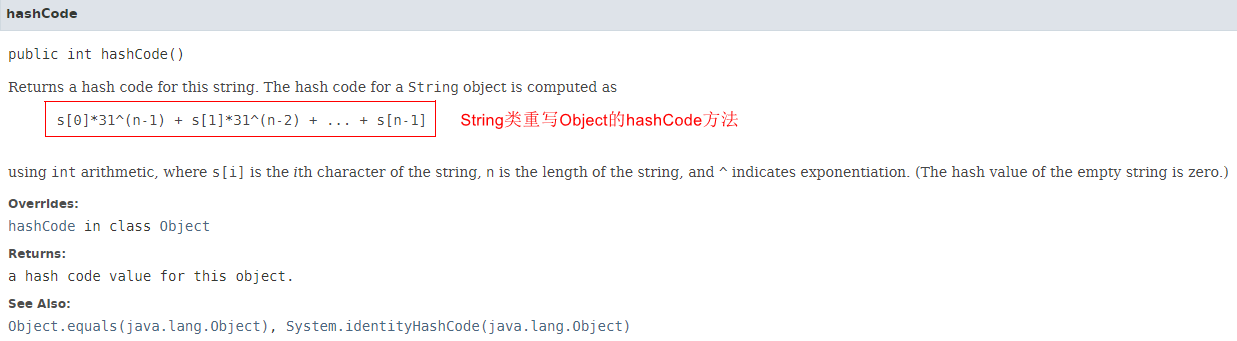 hashCode
public int hashCode()
Returns a hash code for this string. The hash code for a String object is computed as
s[0]*31^(n-1) + s[1]*31^(n-2) + ... + s[n-1]
String类重写Object的hashCode方法
using int arithmetic, where s[i] is the ith character of the string, n is the length of the string, and ^ indicates exponentiation. (The hash value of the empty string is zero.)
Overrides:
hashCode in class Object
Returns:
a hash code value for this object.
See Also:
Object.equals(java.lang.Object), System.identityHashCode(java.lang.Object)